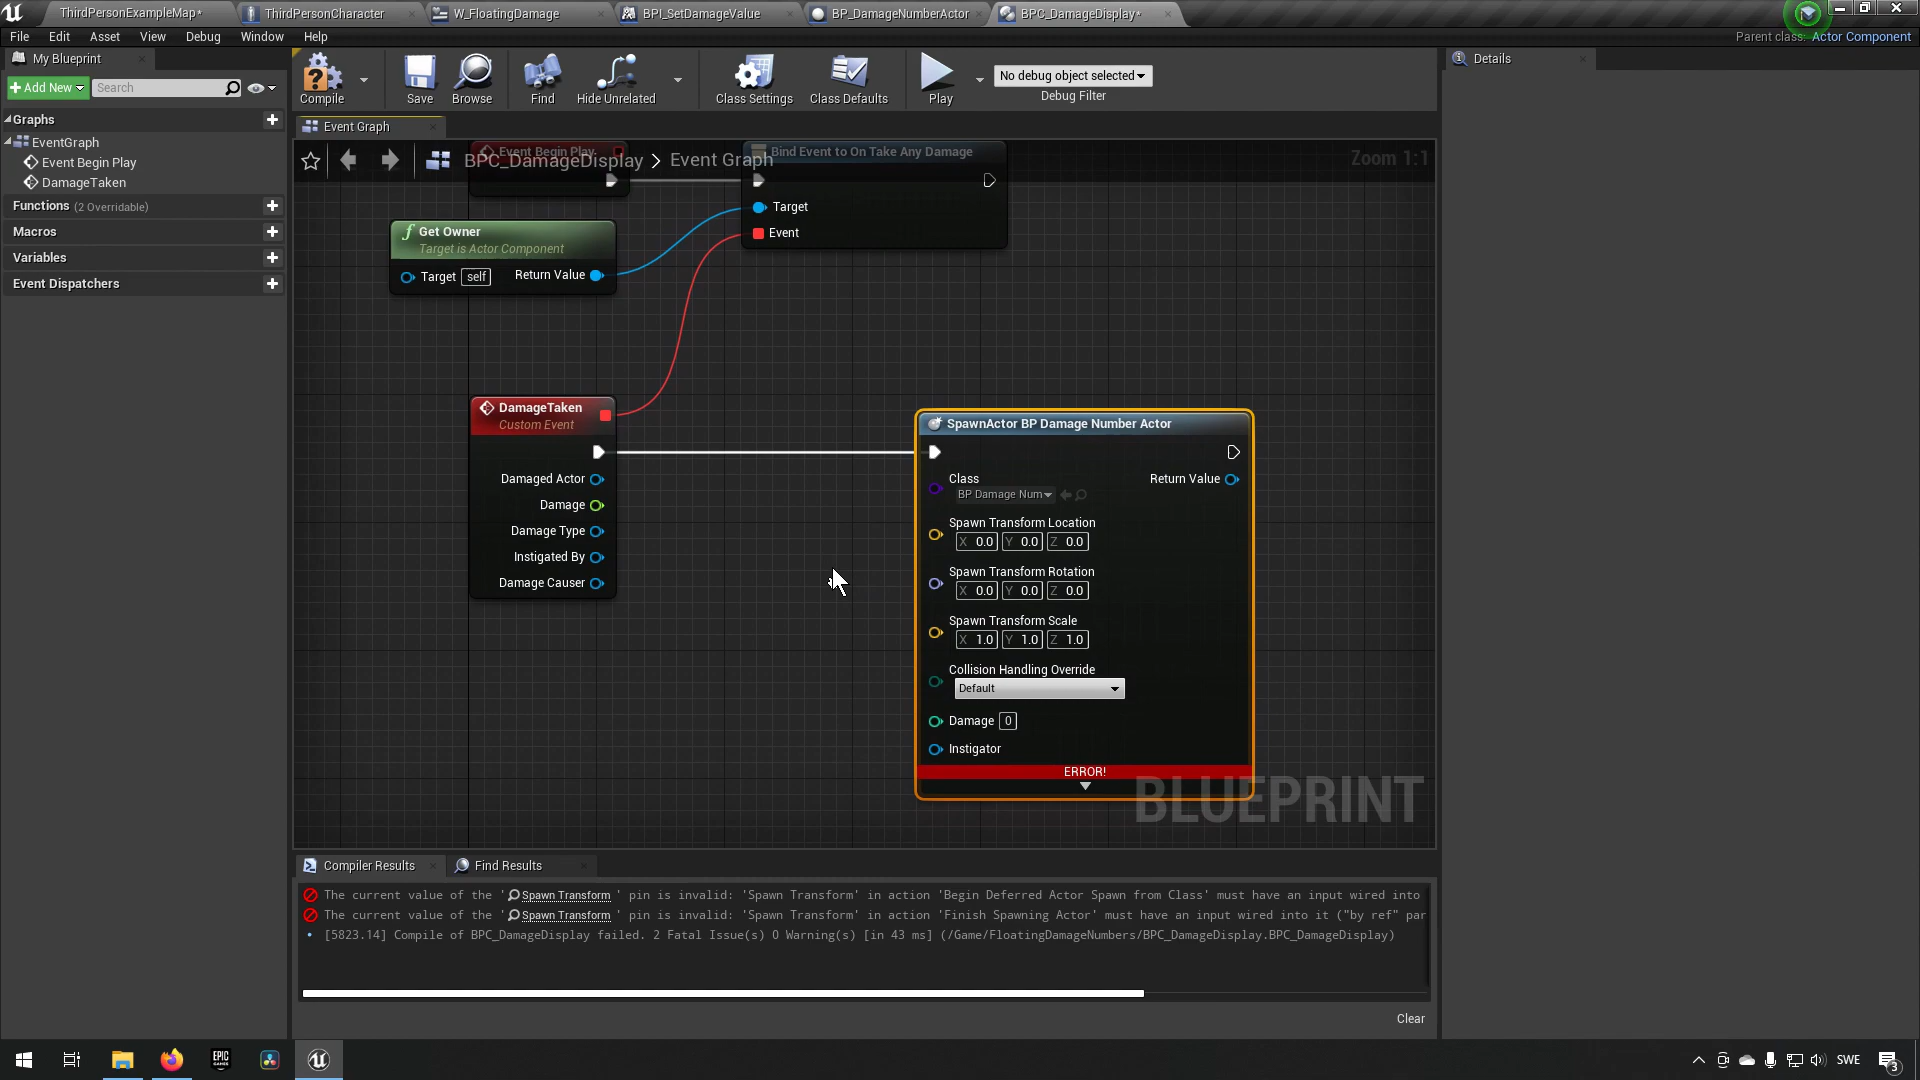 ThirdPersonExampleMap*
ThirdPersonCharacter
W_FloatingDamage
BPI_SetDamageValue
BP_DamageNumberActor
BPC_DamageDisplay*
File Edit Asset View Debug Window Help
Parent class: Actor Component
My Blueprint
+ Add New
Search
Compile
Save
Browse
Find
Hide Unrelated
Class Settings
Class Defaults
Play
No debug object selected
Debug Filter
Details
Graphs
EventGraph
Event Begin Play
DamageTaken
Functions (2 Overridable)
Macros
Variables
Event Dispatchers
Event Graph
BPC_DamageDisplay > Event Graph
Zoom 1:1
Event Begin Play
Bind Event to On Take Any Damage
Target
Event
Get Owner
Target is Actor Component
Target self
Return Value
DamageTaken
Custom Event
Damaged Actor
Damage
Damage Type
Instigated By
Damage Causer
SpawnActor BP Damage Number Actor
Class
BP Damage Num
Return Value
Spawn Transform Location
X 0.0 Y 0.0 Z 0.0
Spawn Transform Rotation
X 0.0 Y 0.0 Z 0.0
Spawn Transform Scale
X 1.0 Y 1.0 Z 1.0
Collision Handling Override
Default
Damage 0
Instigator
ERROR!
BLUEPRINT
Compiler Results
Find Results
The current value of the ' Spawn Transform ' pin is invalid: 'Spawn Transform' in action 'Begin Deferred Actor Spawn from Class' must have an input wired into
The current value of the ' Spawn Transform ' pin is invalid: 'Spawn Transform' in action 'Finish Spawning Actor' must have an input wired into it ("by ref" par
[5823.14] Compile of BPC_DamageDisplay failed. 2 Fatal Issue(s) 0 Warning(s) [in 43 ms] (/Game/FloatingDamageNumbers/BPC_DamageDisplay.BPC_DamageDisplay)
Clear
EPIC
GAMES
SWE
3